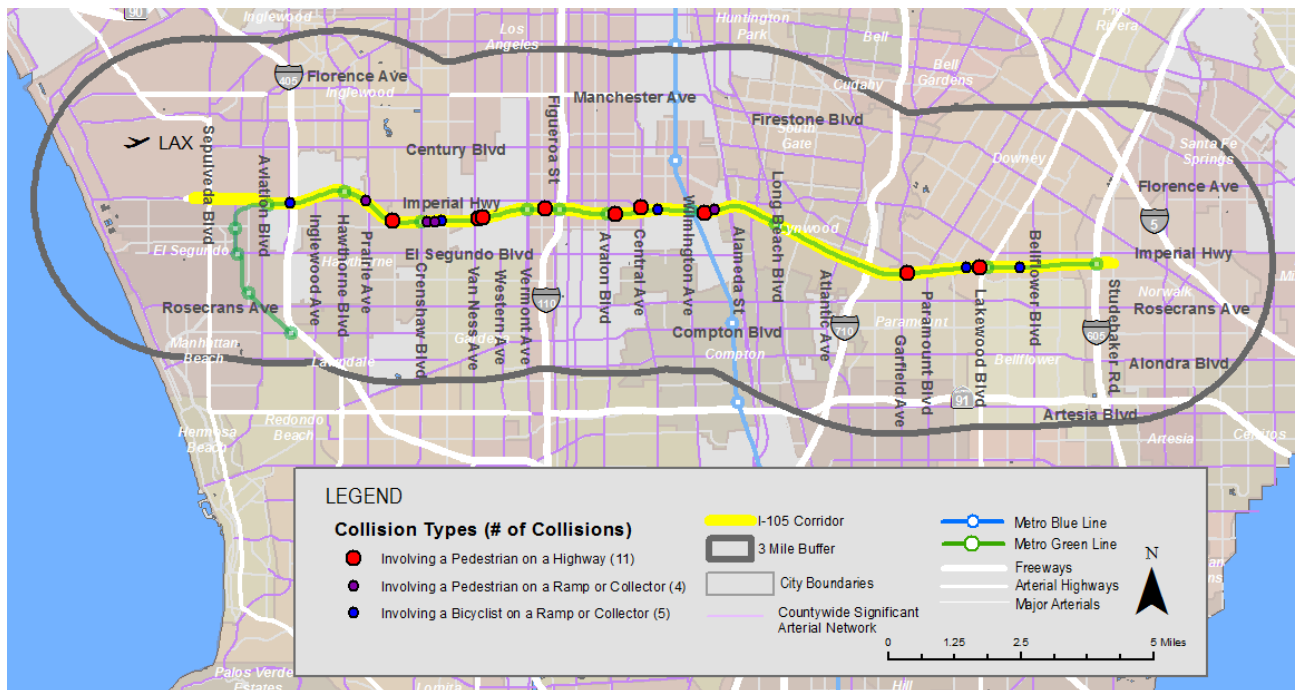 90
Inglewood
Los
Angeles
Huntington
Park
Bell
Pico
Rivera
405
Florence Ave
Inglewood
Bell
Gardens
Cudahy
Manchester Ave
Figueroa St
Firestone Blvd
South
Gate
LAX
Sepulveda Blvd
Aviation Blvd
Century Blvd
Downey
Santa Fe
Springs
Florence Ave
Imperial Hwy
Wilmington Ave
Long Beach Blvd
Lynwood
5
El Segundo
Inglewood Ave
Hawthorne Blvd
Prairie Ave
Hawthorne
El Segundo Blvd
Avalon Blvd
Central Ave
Alameda St
Bellflower Blvd
Imperial Hwy
Rosecrans Ave
Crenshaw Blvd
Van Ness Ave
Western Ave
Vermont Ave
110
Atlantic Ave
710
Paramount
Paramount Blvd
Garfield Ave
Lakewood Blvd
Studebaker Rd
605
Norwalk
Rosecrans Ave
Manhattan
Beach
Lawndale
Gardena
Compton Blvd
Compton
Bellflower
Alondra Blvd
91
Artesia Blvd
Hermosa
Beach
Redondo
Beach
Artesia
Cerritos
LEGEND
Collision Types (# of Collisions)
Involving a Pedestrian on a Highway (11)
Involving a Pedestrian on a Ramp or Collector (4)
Involving a Bicyclist on a Ramp or Collector (5)
I-105 Corridor
3 Mile Buffer
City Boundaries
Countywide Significant
Arterial Network
Metro Blue Line
Metro Green Line
Freeways
Arterial Highways
Major Arterials
N
0 1.25 2.5 5 Miles
Palos Verdes
Estates
Lomita
Hill